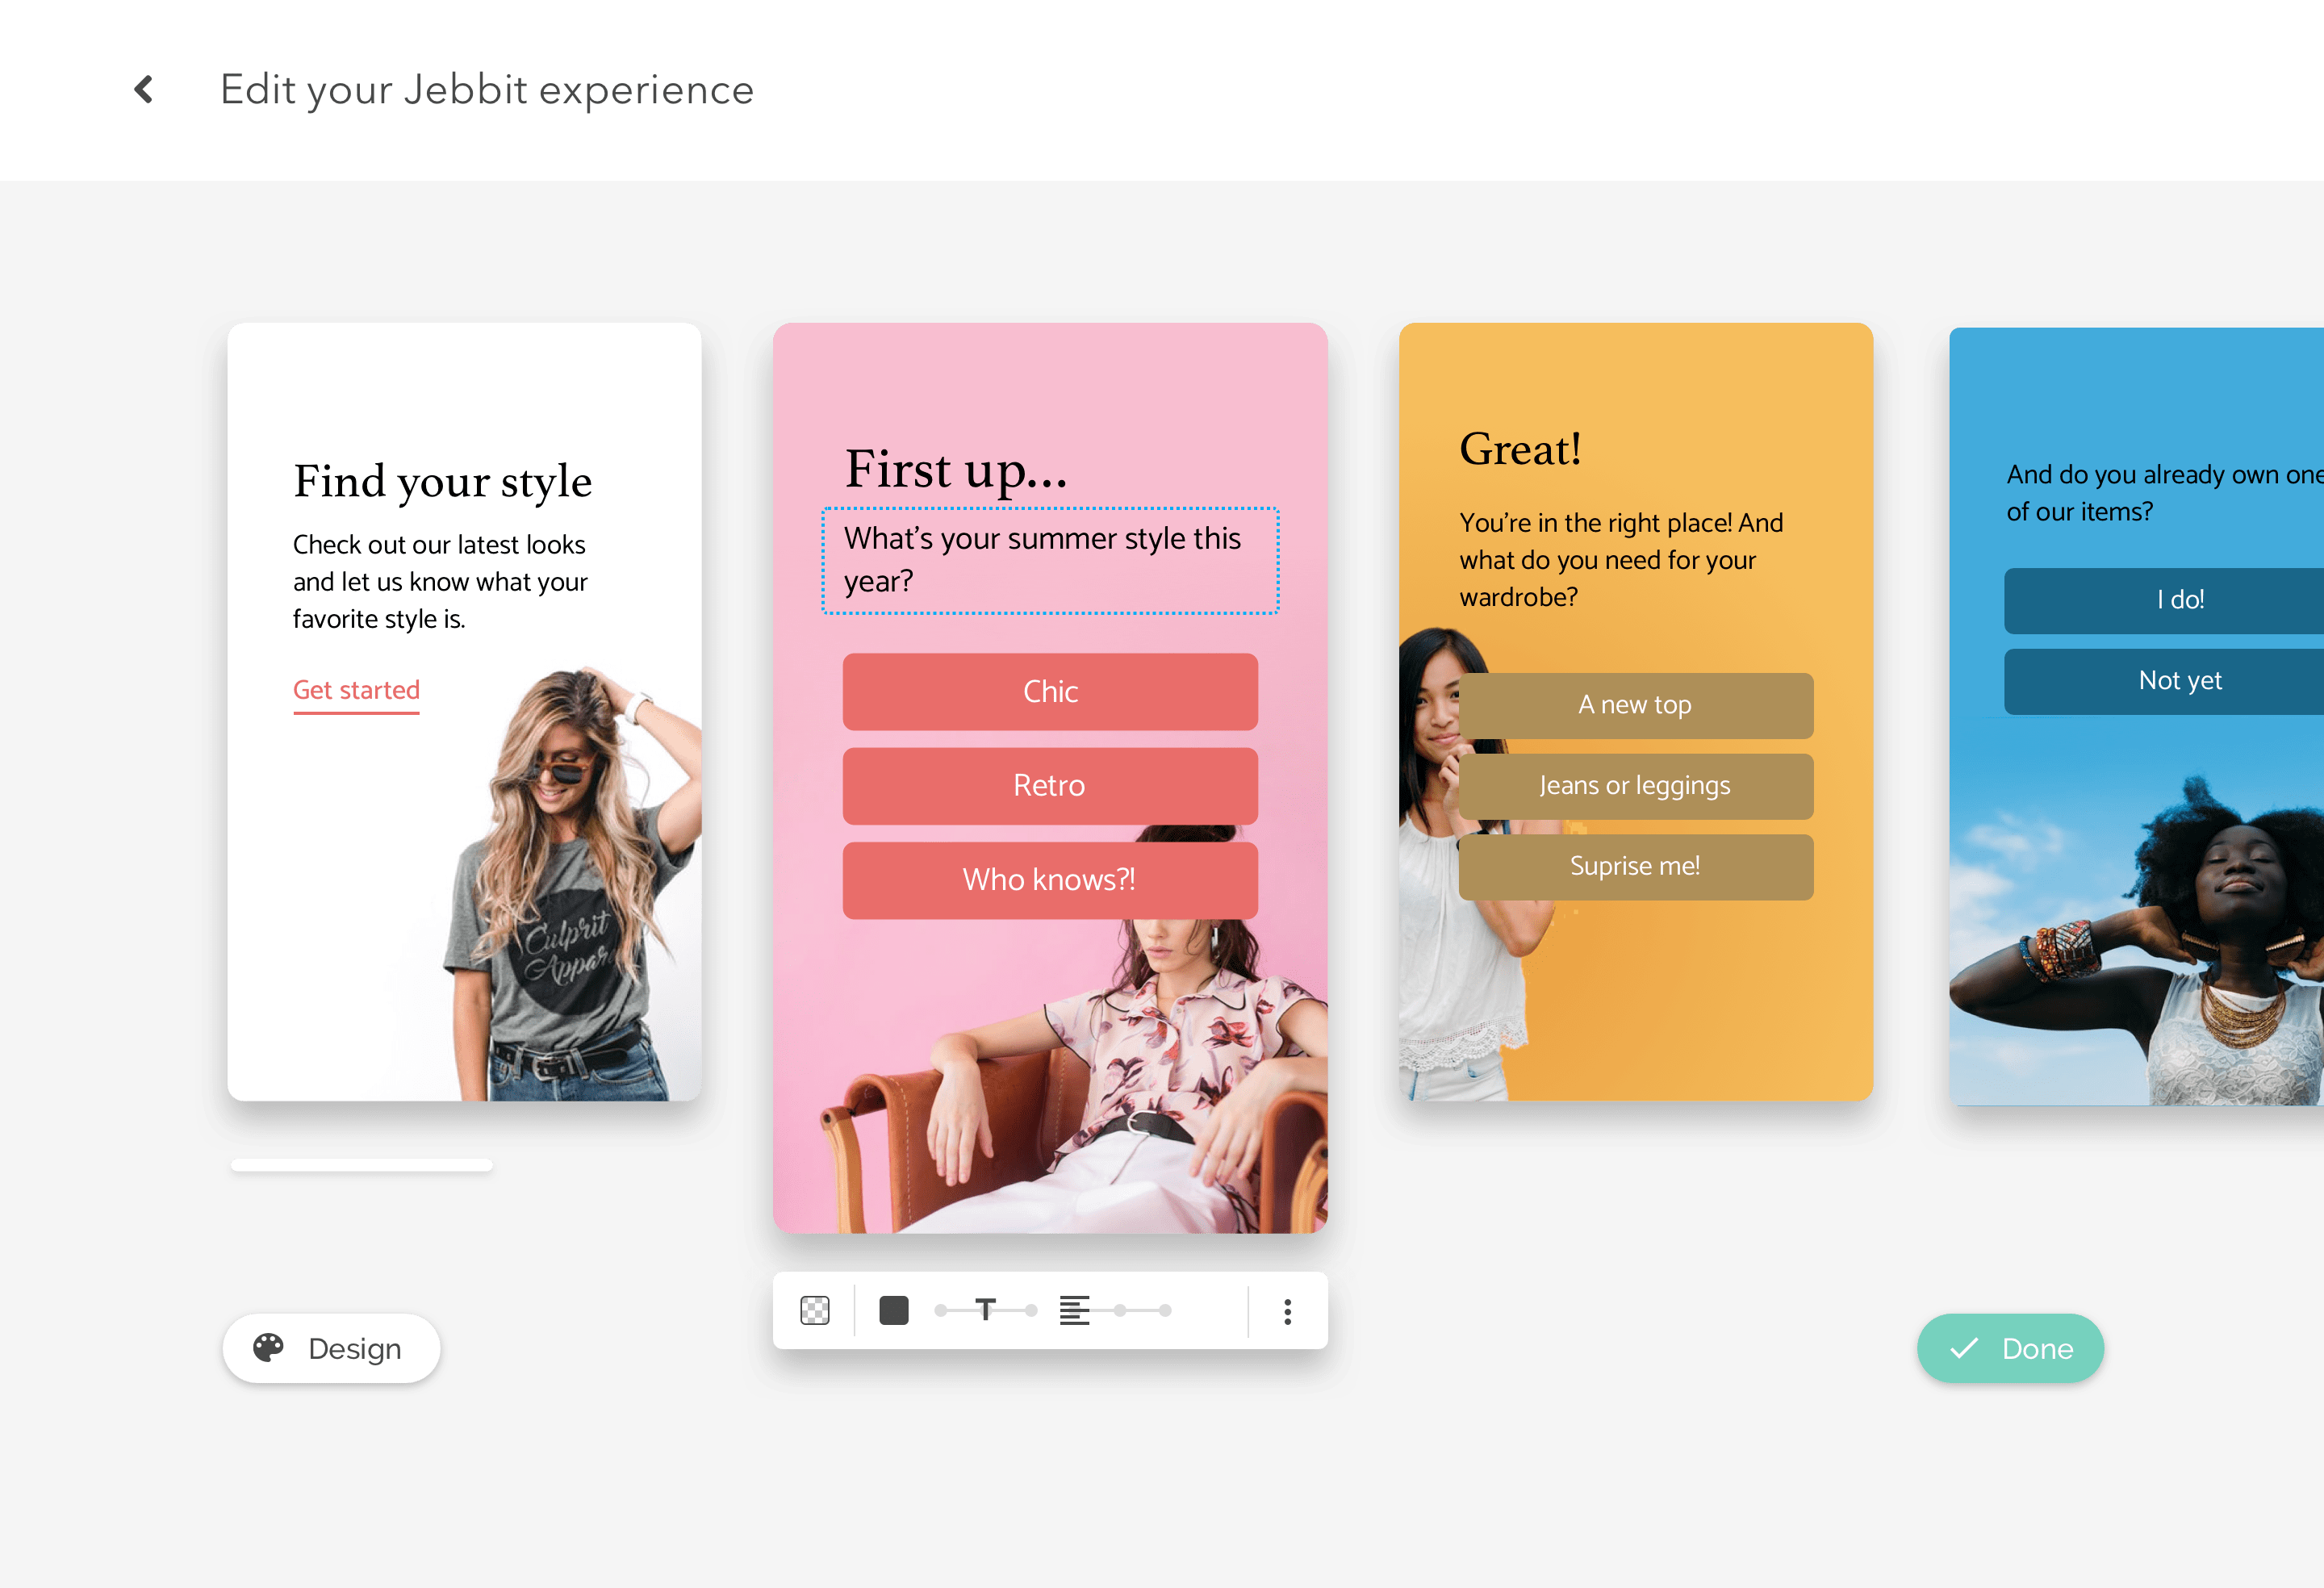 Edit your Jebbit experience
Find your style
Check out our latest looks
and let us know what your
favorite style is.
Get started
Culprit
Appar
First up...
What's your summer style this
year?
Chic
Retro
Who knows?!
Great!
You're in the right place! And
what do you need for your
wardrobe?
A new top
Jeans or leggings
Suprise me!
And do you already own one
of our items?
I do!
Not yet
T
Design
Done